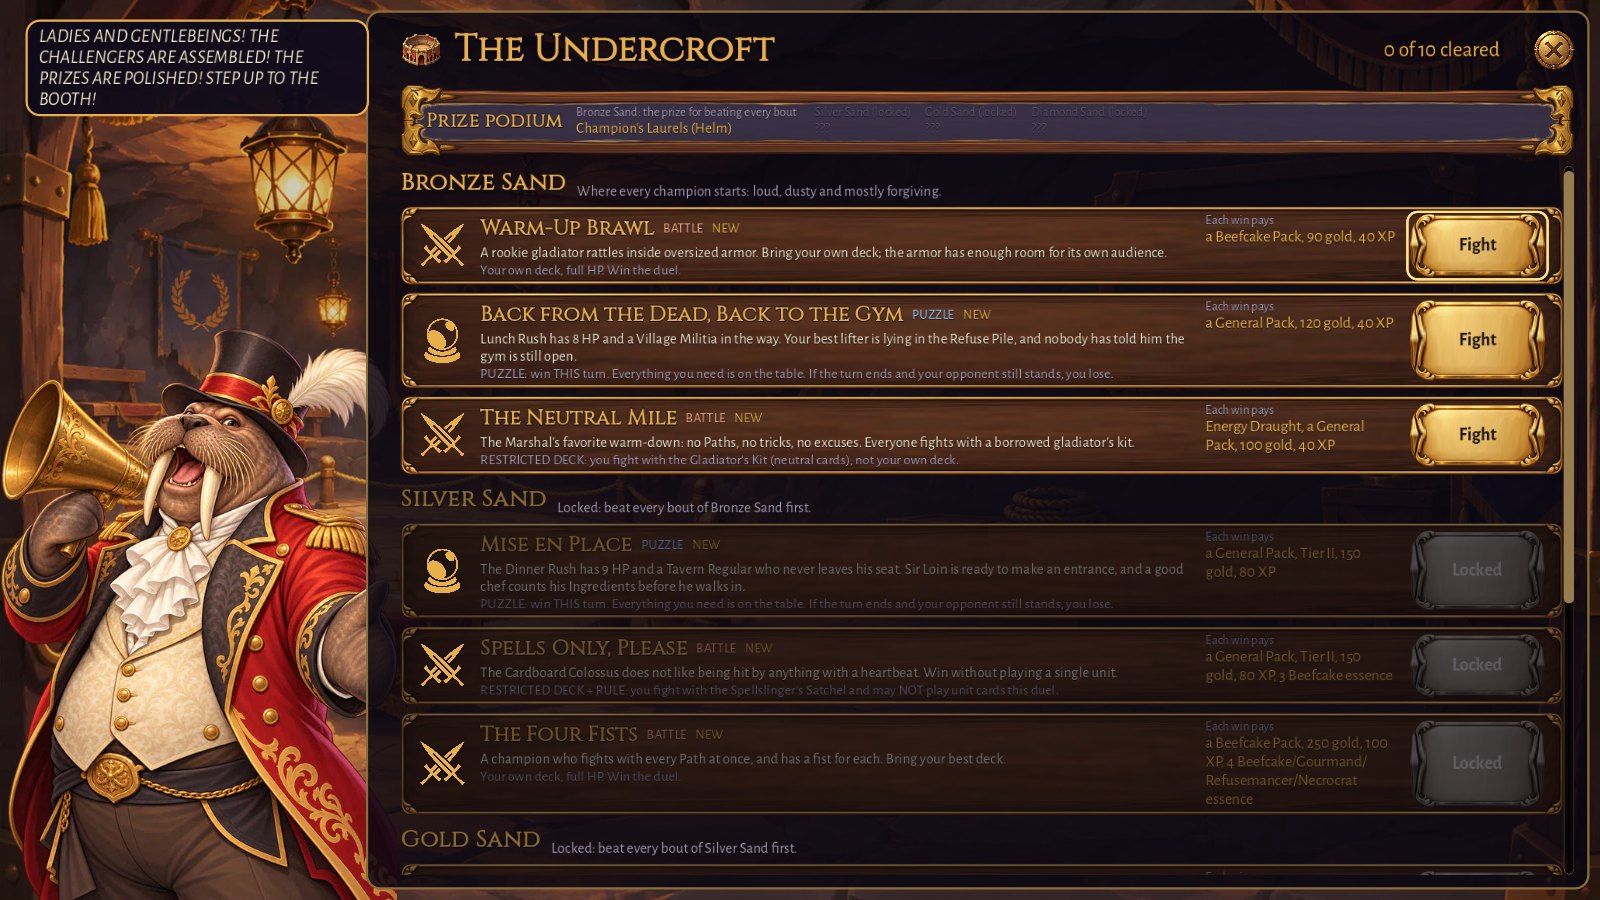 LADIES AND GENTLEBEINGS! THE
CHALLENGERS ARE ASSEMBLED! THE
PRIZES ARE POLISHED! STEP UP TO THE
BOOTH!
THE UNDERCROFT
0 of 10 cleared
PRIZE PODIUM
Bronze Sand: the prize for beating every bout
Champion's Laurels (Helm)
Silver Sand (locked)
???
Gold Sand (locked)
???
Diamond Sand (locked)
???
BRONZE SAND Where every champion starts: loud, dusty and mostly forgiving.
WARM-UP BRAWL BATTLE NEW
A rookie gladiator rattles inside oversized armor. Bring your own deck; the armor has enough room for its own audience.
Your own deck, full HP. Win the duel.
Each win pays
a Beefcake Pack, 90 gold, 40 XP
Fight
BACK FROM THE DEAD, BACK TO THE GYM PUZZLE NEW
Lunch Rush has 8 HP and a Village Militia in the way. Your best lifter is lying in the Refuse Pile, and nobody has told him the
gym is still open.
PUZZLE: win THIS turn. Everything you need is on the table. If the turn ends and your opponent still stands, you lose.
Each win pays
a General Pack, 120 gold, 40 XP
Fight
THE NEUTRAL MILE BATTLE NEW
The Marshal's favorite warm-down: no Paths, no tricks, no excuses. Everyone fights with a borrowed gladiator's kit.
RESTRICTED DECK: you fight with the Gladiator's Kit (neutral cards), not your own deck.
Each win pays
Energy Draught, a General
Pack, 100 gold, 40 XP
Fight
SILVER SAND Locked: beat every bout of Bronze Sand first.
MISE EN PLACE PUZZLE NEW
The Dinner Rush has 9 HP and a Tavern Regular who never leaves his seat. Sir Loin is ready to make an entrance, and a good
chef counts his Ingredients before he walks in.
PUZZLE: win THIS turn. Everything you need is on the table. If the turn ends and your opponent still stands, you lose.
Each win pays
a General Pack, Tier II, 150
gold, 80 XP
Locked
SPELLS ONLY, PLEASE BATTLE NEW
The Cardboard Colossus does not like being hit by anything with a heartbeat. Win without playing a single unit.
RESTRICTED DECK + RULE: you fight with the Spellslinger's Satchel and may NOT play unit cards this duel.
Each win pays
a General Pack, Tier II, 150
gold, 80 XP, 3 Beefcake essence
Locked
THE FOUR FISTS BATTLE NEW
A champion who fights with every Path at once, and has a fist for each. Bring your best deck.
Your own deck, full HP. Win the duel.
Each win pays
a Beefcake Pack, 250 gold, 100
XP, 4 Beefcake/Gourmand/
Refusemancer/Necrocrat
essence
Locked
GOLD SAND Locked: beat every bout of Silver Sand first.